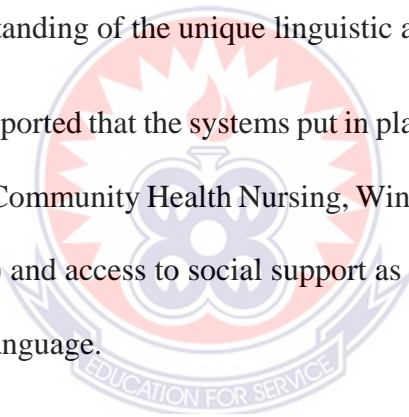 tanding of the unique linguistic a
ported that the systems put in pla
Community Health Nursing, Win
) and access to social support as
nguage.
EDUCATION FOR SERVICE